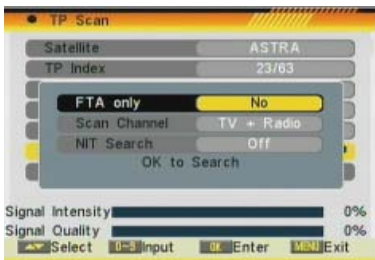 TP Scan
Satellite ASTRA
TP Index 23/63
FTA only No
Scan Channel TV + Radio
NIT Search Off
OK to Search
Signal Intensity 0%
Signal Quality 0%
Select 0~9 Input OK Enter MENU Exit